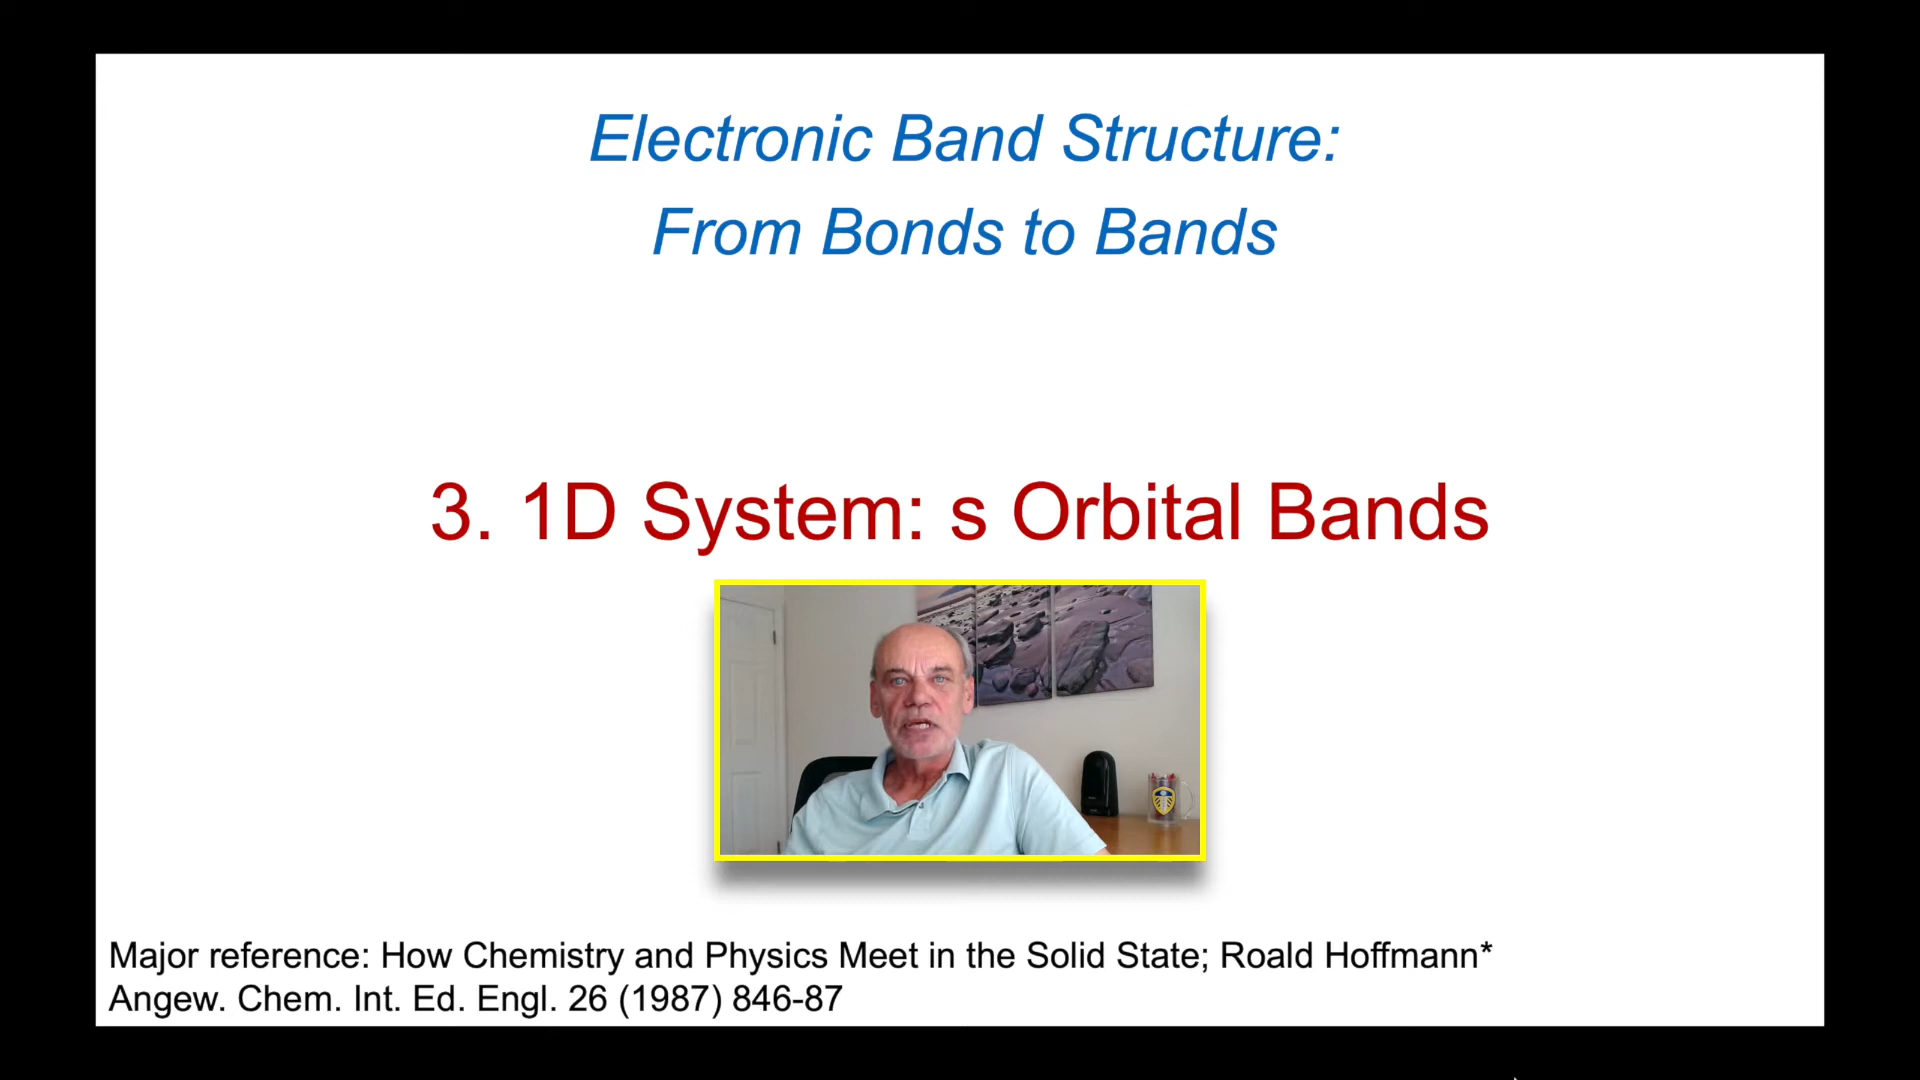 Electronic Band Structure:
From Bonds to Bands
3. 1D System: s Orbital Bands
Major reference: How Chemistry and Physics Meet in the Solid State; Roald Hoffmann*
Angew. Chem. Int. Ed. Engl. 26 (1987) 846-87